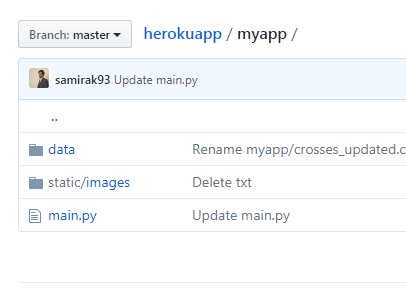 Branch: master
herokuapp / myapp /
samirak93 Update main.py
..
data Rename myapp/crosses_updated.c
static/images Delete txt
main.py Update main.py